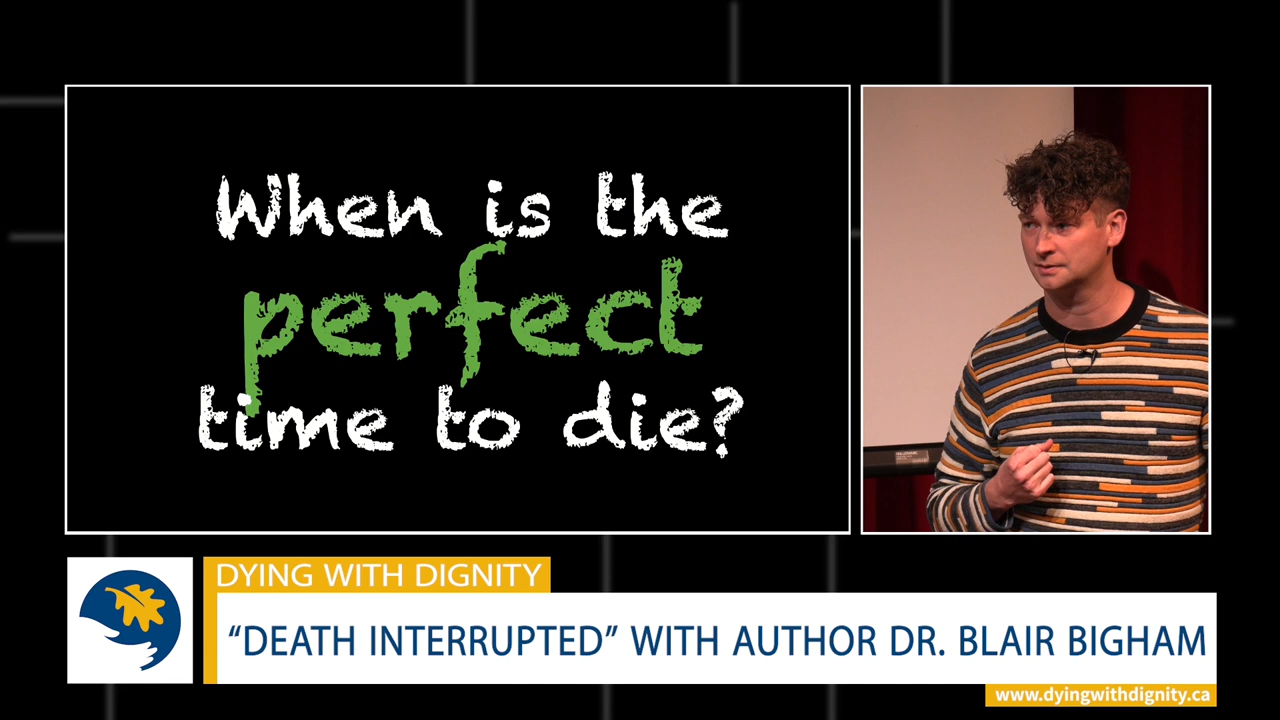 When is the
perfect
time to die?
DYING WITH DIGNITY
“DEATH INTERRUPTED” WITH AUTHOR DR. BLAIR BIGHAM
www.dyingwithdignity.ca